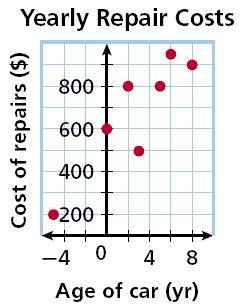 Yearly Repair Costs
Cost of repairs ($)
800
600
400
200
−4 0 4 8
Age of car (yr)